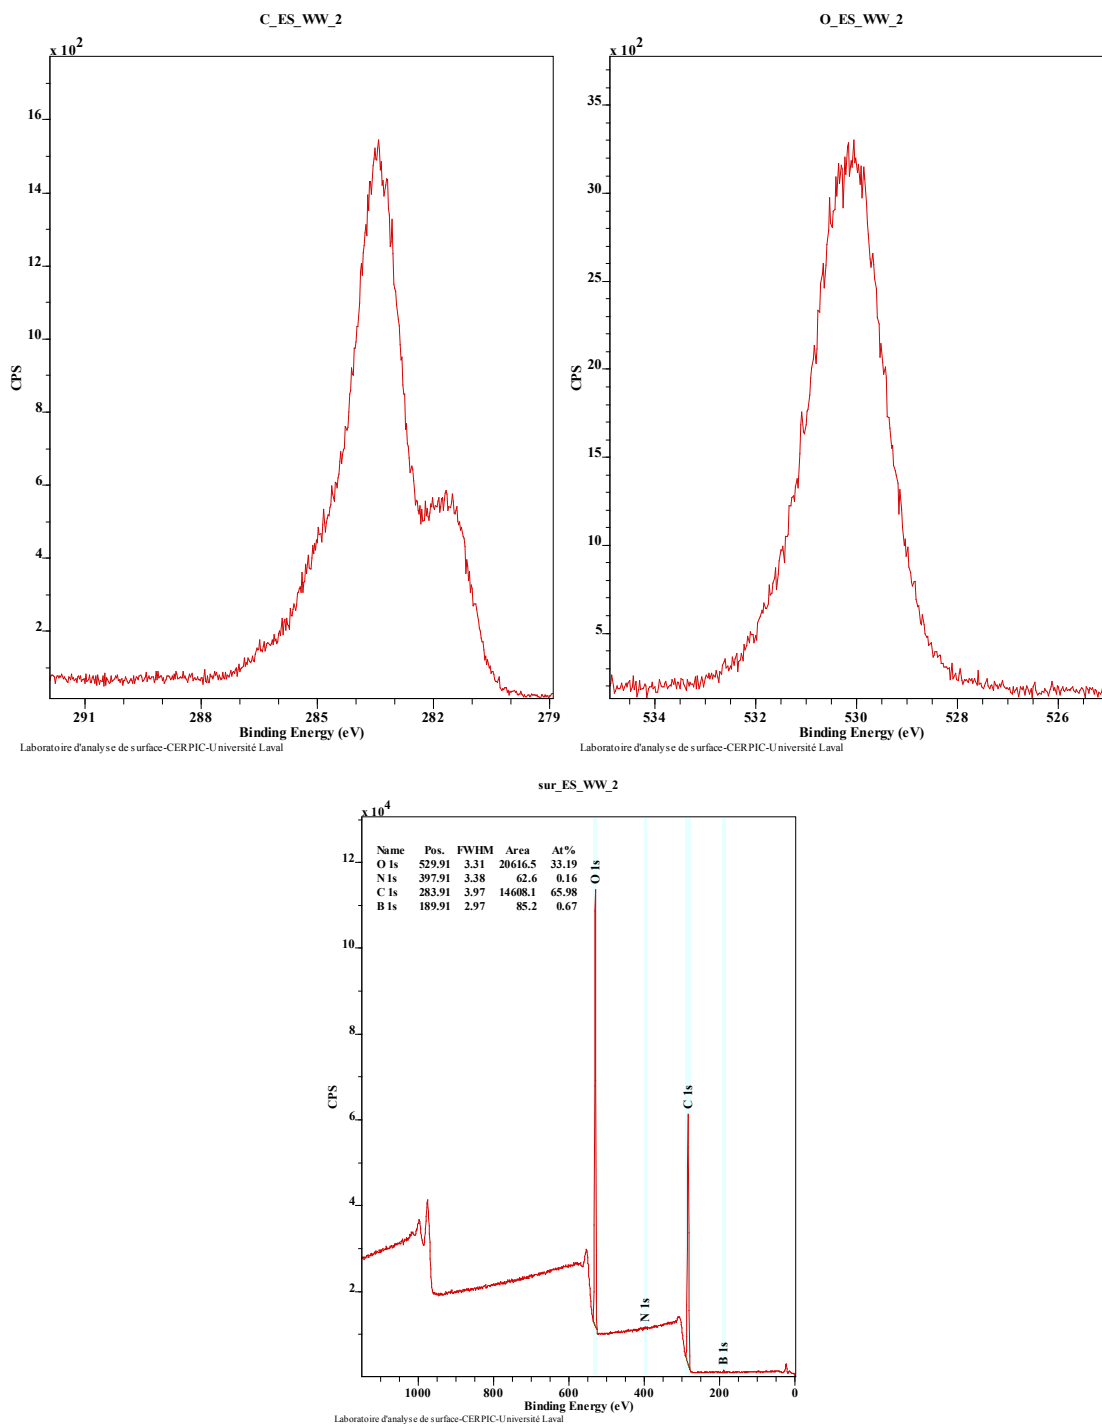 C_ES_WW_2
x 10²
16
14
12
10
8
6
4
2
CPS
291 288 285 282 279
Binding Energy (eV)
Laboratoire d'analyse de surface-CERPIC-Université Laval
O_ES_WW_2
x 10²
35
30
25
20
15
10
5
CPS
534 532 530 528 526
Binding Energy (eV)
Laboratoire d'analyse de surface-CERPIC-Université Laval
sur_ES_WW_2
x 10⁴
Name Pos. FWHM Area At%
O 1s 529.91 3.31 20616.5 33.19
N 1s 397.91 3.38 62.6 0.16
C 1s 283.91 3.97 14608.1 65.98
B 1s 189.91 2.97 85.2 0.67
12
10
8
6
4
2
CPS
O 1s
N 1s
C 1s
B 1s
1000 800 600 400 200 0
Binding Energy (eV)
Laboratoire d'analyse de surface-CERPIC-Université Laval